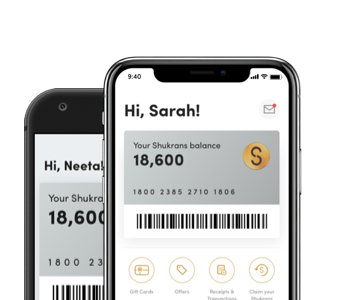 9:40
Hi, Sarah!
Your Shukrans balance
18,600
S
1800 2385 2710 1806
Gift Cards
Offers
Receipts &
Transactions
Claim your
Shukrans
Hi, Neeta!
Your Shukra
18,600
1800 23